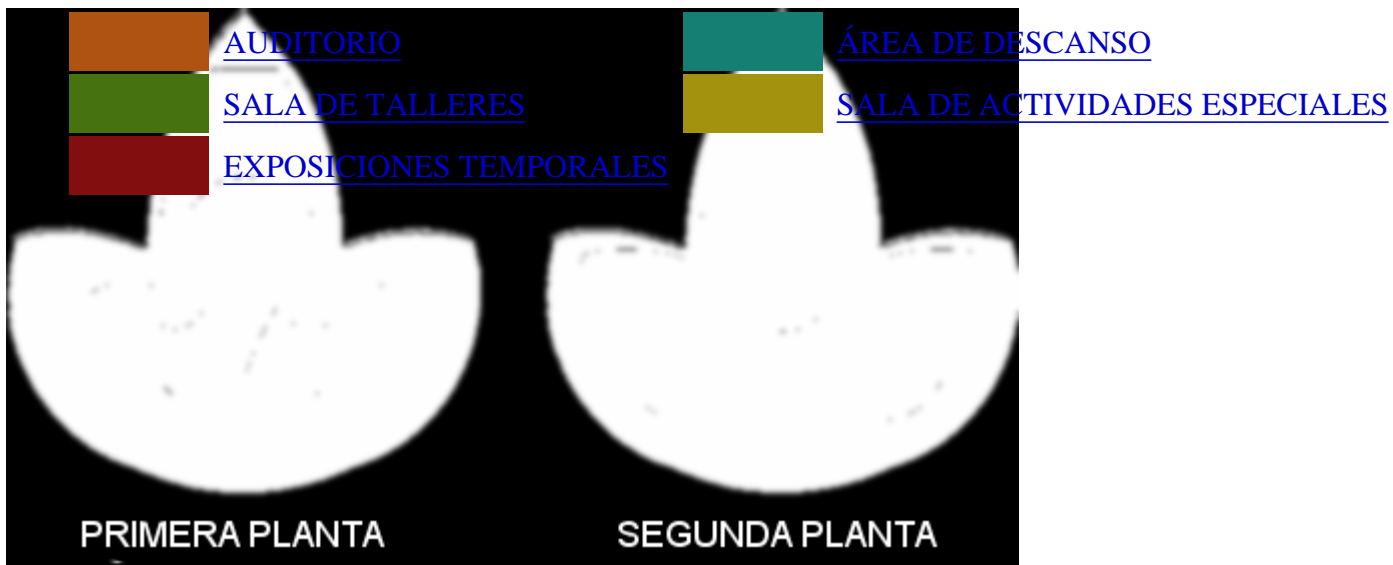 AUDITORIO
ÁREA DE DESCANSO
SALA DE TALLERES
SALA DE ACTIVIDADES ESPECIALES
EXPOSICIONES TEMPORALES
PRIMERA PLANTA
SEGUNDA PLANTA